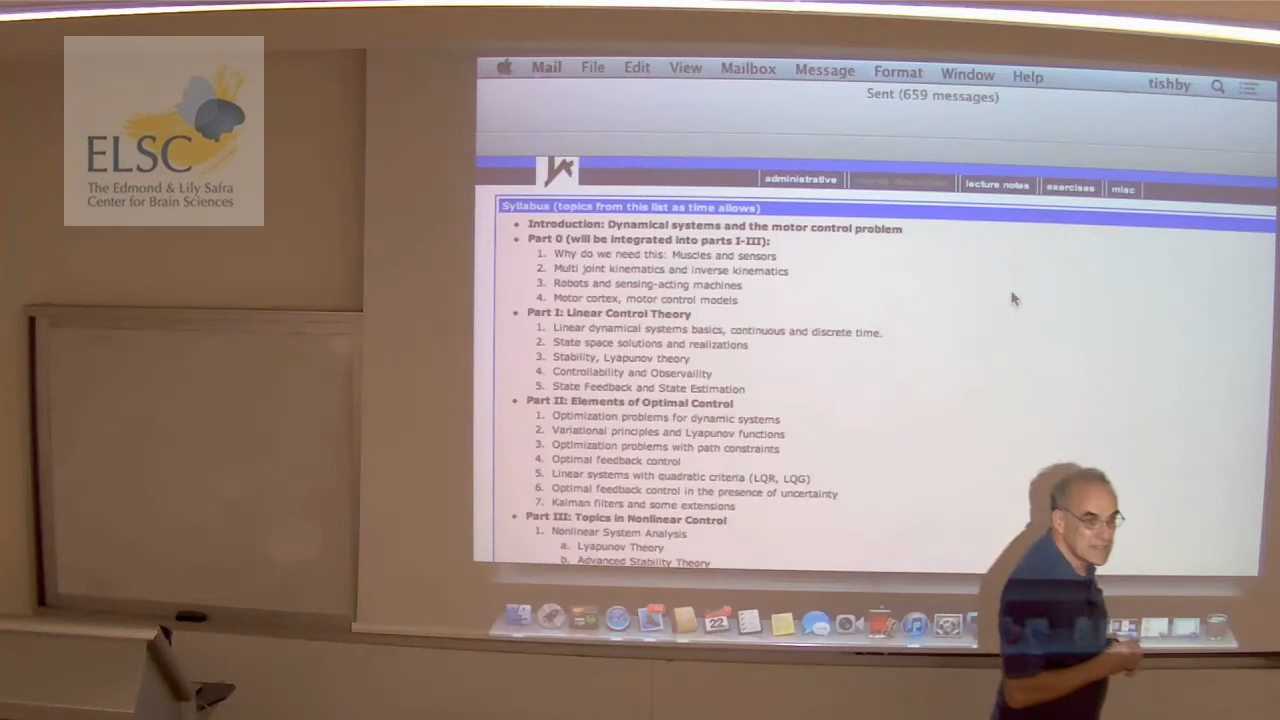 ELSC
The Edmond & Lily Safra
Center for Brain Sciences
Mail File Edit View Mailbox Message Format Window Help tishby
Sent (659 messages)
administrative lecture notes exercises misc
Syllabus (topics from this list as time allows)
• Introduction: Dynamical systems and the motor control problem
• Part 0 (will be integrated into parts I-III):
1. Why do we need this: Muscles and sensors
2. Multi joint kinematics and inverse kinematics
3. Robots and sensing-acting machines
4. Motor cortex, motor control models
• Part I: Linear Control Theory
1. Linear dynamical systems basics, continuous and discrete time.
2. State space solutions and realizations
3. Stability, Lyapunov theory
4. Controllability and Observaility
5. State Feedback and State Estimation
• Part II: Elements of Optimal Control
1. Optimization problems for dynamic systems
2. Variational principles and Lyapunov functions
3. Optimization problems with path constraints
4. Optimal feedback control
5. Linear systems with quadratic criteria (LQR, LQG)
6. Optimal feedback control in the presence of uncertainty
7. Kalman filters and some extensions
• Part III: Topics in Nonlinear Control
1. Nonlinear System Analysis
a. Lyapunov Theory
b. Advanced Stability Theory
22